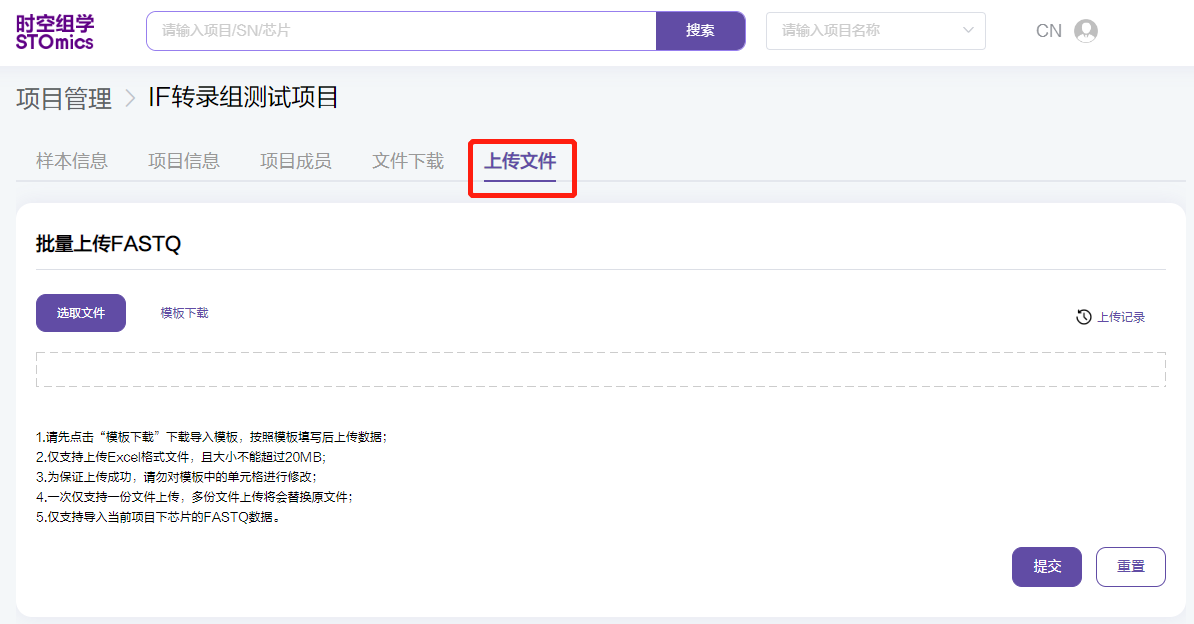 时空组学
STOmics
请输入项目/SN/芯片
搜索
请输入项目名称
CN
项目管理 > IF转录组测试项目
样本信息 项目信息 项目成员 文件下载 上传文件
批量上传FASTQ
选取文件 模板下载
上传记录
1.请先点击“模板下载”下载导入模板，按照模板填写后上传数据；
2.仅支持上传Excel格式文件，且大小不能超过20MB；
3.为保证上传成功，请勿对模板中的单元格进行修改；
4.一次仅支持一份文件上传，多份文件上传将会替换原文件；
5.仅支持导入当前项目下芯片的FASTQ数据。
提交 重置